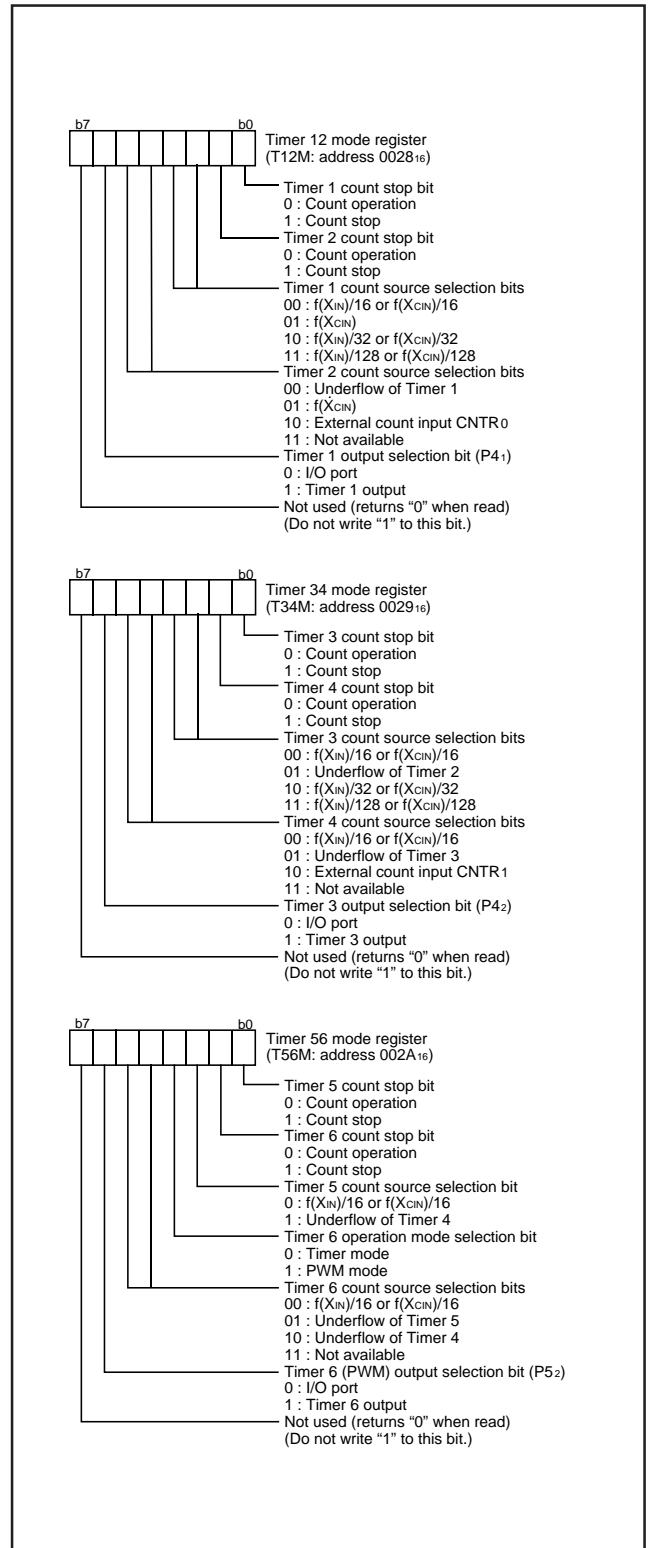 b7 b0
Timer 12 mode register
(T12M: address 0028₁₆)
Timer 1 count stop bit
0 : Count operation
1 : Count stop
Timer 2 count stop bit
0 : Count operation
1 : Count stop
Timer 1 count source selection bits
00 : f(XIN)/16 or f(XCIN)/16
01 : f(XCIN)
10 : f(XIN)/32 or f(XCIN)/32
11 : f(XIN)/128 or f(XCIN)/128
Timer 2 count source selection bits
00 : Underflow of Timer 1
01 : f(XCIN)
10 : External count input CNTR0
11 : Not available
Timer 1 output selection bit (P41)
0 : I/O port
1 : Timer 1 output
Not used (returns “0” when read)
(Do not write “1” to this bit.)
b7 b0
Timer 34 mode register
(T34M: address 0029₁₆)
Timer 3 count stop bit
0 : Count operation
1 : Count stop
Timer 4 count stop bit
0 : Count operation
1 : Count stop
Timer 3 count source selection bits
00 : f(XIN)/16 or f(XCIN)/16
01 : Underflow of Timer 2
10 : f(XIN)/32 or f(XCIN)/32
11 : f(XIN)/128 or f(XCIN)/128
Timer 4 count source selection bits
00 : f(XIN)/16 or f(XCIN)/16
01 : Underflow of Timer 3
10 : External count input CNTR1
11 : Not available
Timer 3 output selection bit (P42)
0 : I/O port
1 : Timer 3 output
Not used (returns “0” when read)
(Do not write “1” to this bit.)
b7 b0
Timer 56 mode register
(T56M: address 002A₁₆)
Timer 5 count stop bit
0 : Count operation
1 : Count stop
Timer 6 count stop bit
0 : Count operation
1 : Count stop
Timer 5 count source selection bit
0 : f(XIN)/16 or f(XCIN)/16
1 : Underflow of Timer 4
Timer 6 operation mode selection bit
0 : Timer mode
1 : PWM mode
Timer 6 count source selection bits
00 : f(XIN)/16 or f(XCIN)/16
01 : Underflow of Timer 5
10 : Underflow of Timer 4
11 : Not available
Timer 6 (PWM) output selection bit (P52)
0 : I/O port
1 : Timer 6 output
Not used (returns “0” when read)
(Do not write “1” to this bit.)